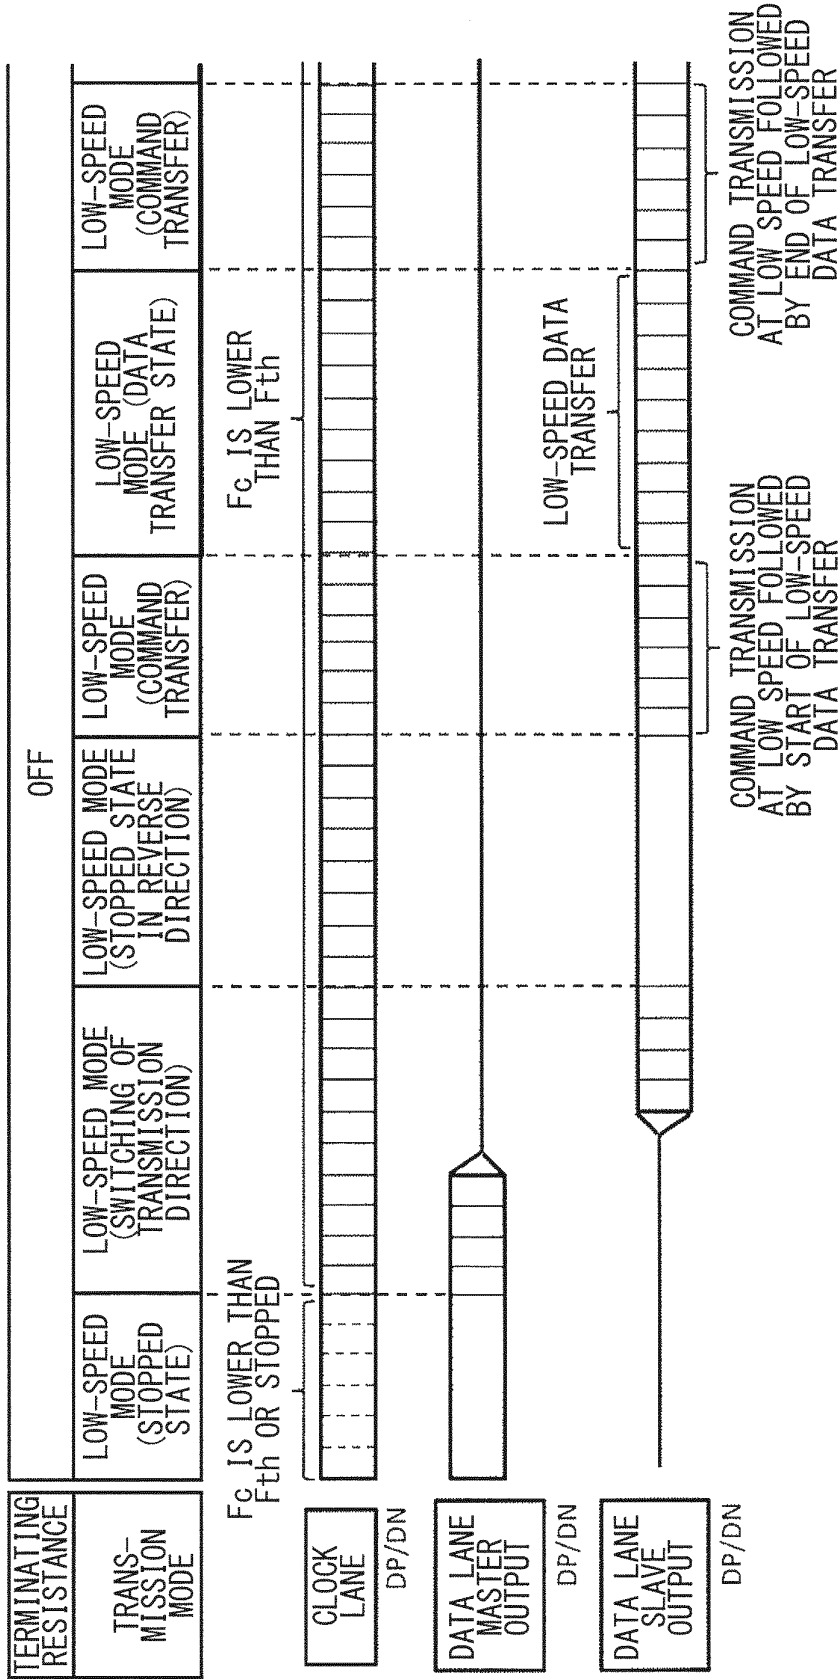 TERMINATING
RESISTANCE
OFF
TRANS-
MISSION
MODE
LOW-SPEED
MODE
(STOPPED
STATE)
LOW-SPEED MODE
(SWITCHING OF
TRANSMISSION
DIRECTION)
LOW-SPEED MODE
(STOPPED STATE
IN REVERSE
DIRECTION)
LOW-SPEED
MODE
(COMMAND
TRANSFER)
LOW-SPEED
MODE (DATA
TRANSFER STATE)
LOW-SPEED
MODE
(COMMAND
TRANSFER)
Fc IS LOWER THAN
Fth OR STOPPED
Fc IS LOWER
THAN Fth
CLOCK
LANE
DP/DN
DATA LANE
MASTER
OUTPUT
DP/DN
LOW-SPEED DATA
TRANSFER
DATA LANE
SLAVE
OUTPUT
DP/DN
COMMAND TRANSMISSION
AT LOW SPEED FOLLOWED
BY START OF LOW-SPEED
DATA TRANSFER
COMMAND TRANSMISSION
AT LOW SPEED FOLLOWED
BY END OF LOW-SPEED
DATA TRANSFER